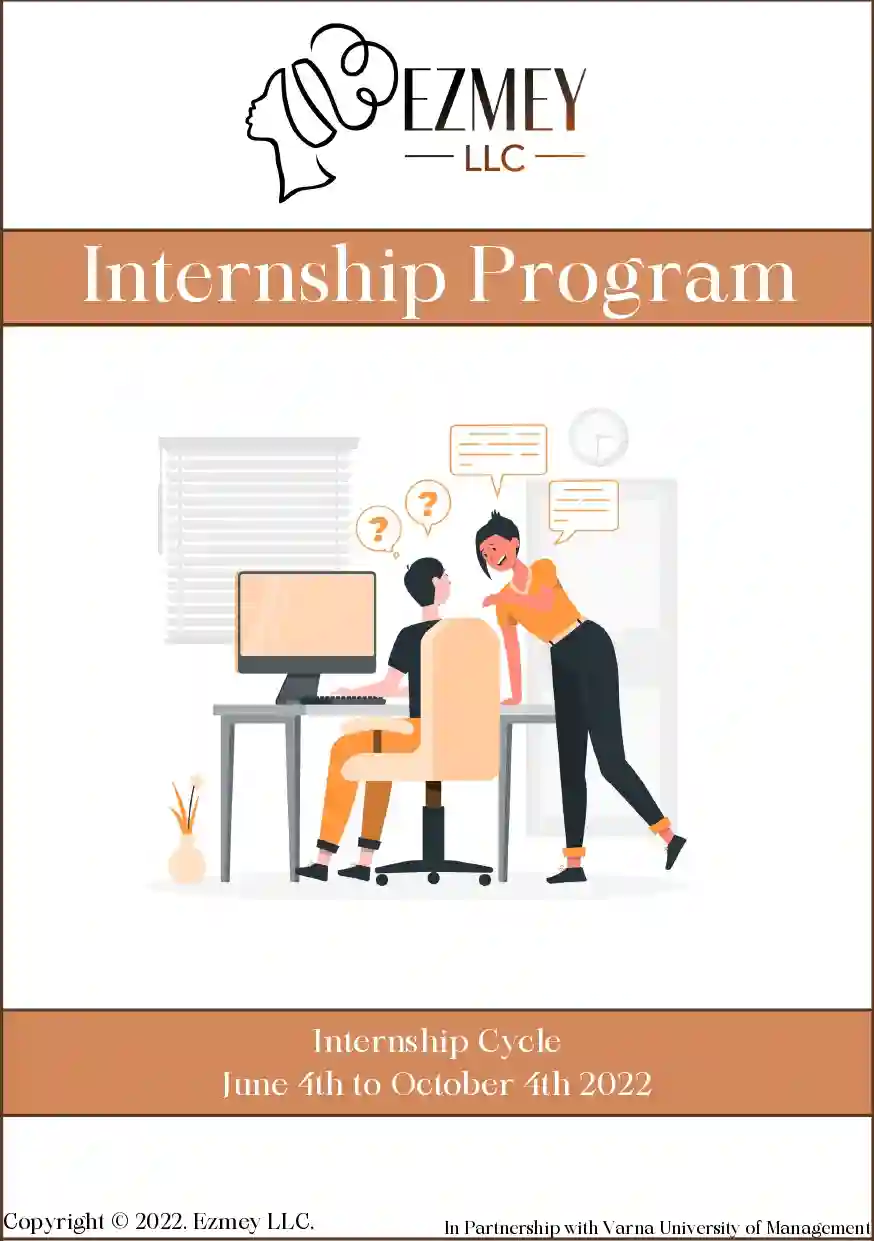 EZMEY
LLC
Internship Program
?
?
Internship Cycle
June 4th to October 4th 2022
Copyright © 2022. Ezmey LLC.
In Partnership with Varna University of Management